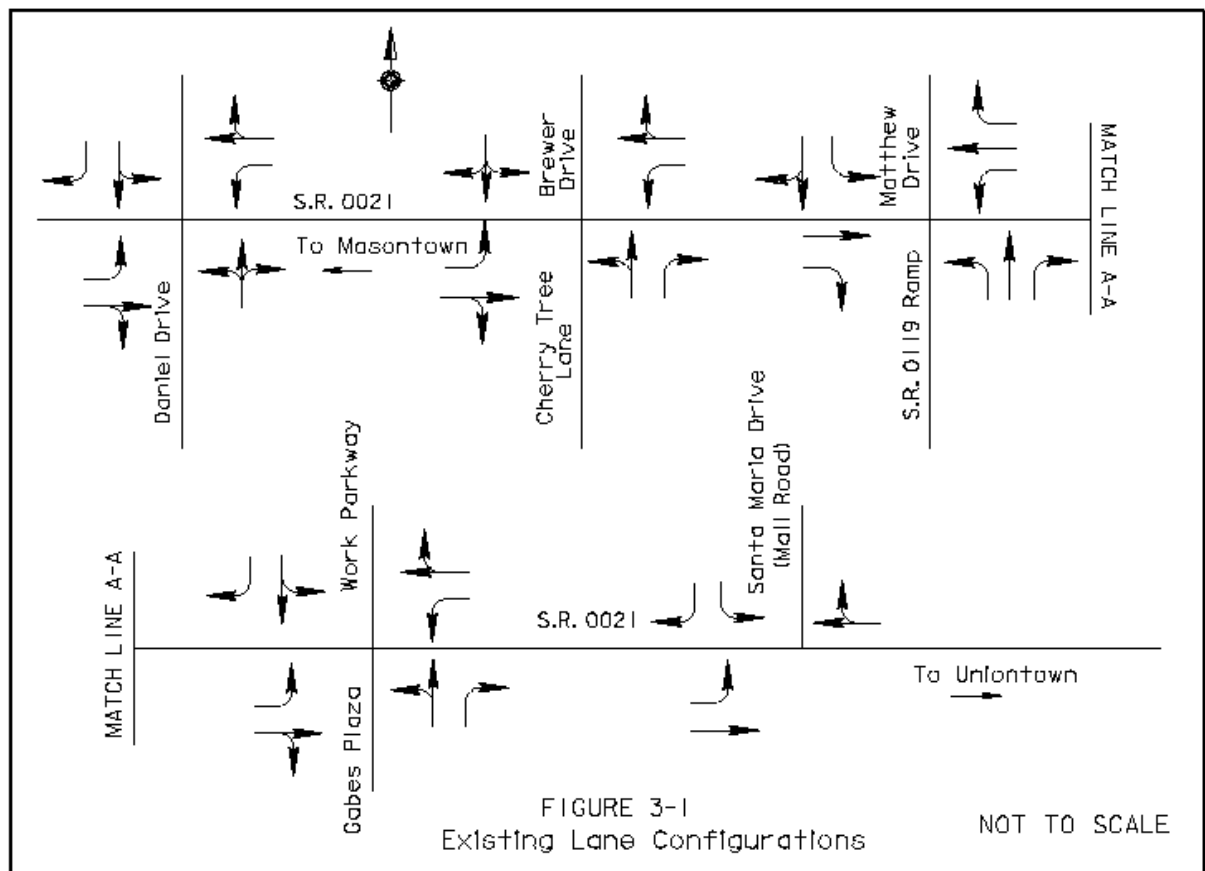 Brewer
Drive
Matthew
Drive
MATCH LINE A-A
S.R. 0021
To Masontown
Daniel Drive
Cherry Tree
Lane
S.R. 0119 Ramp
Work Parkway
Santa Maria Drive
(Mall Road)
MATCH LINE A-A
S.R. 0021
To Uniontown
Gabes Plaza
FIGURE 3-1
Existing Lane Configurations
NOT TO SCALE